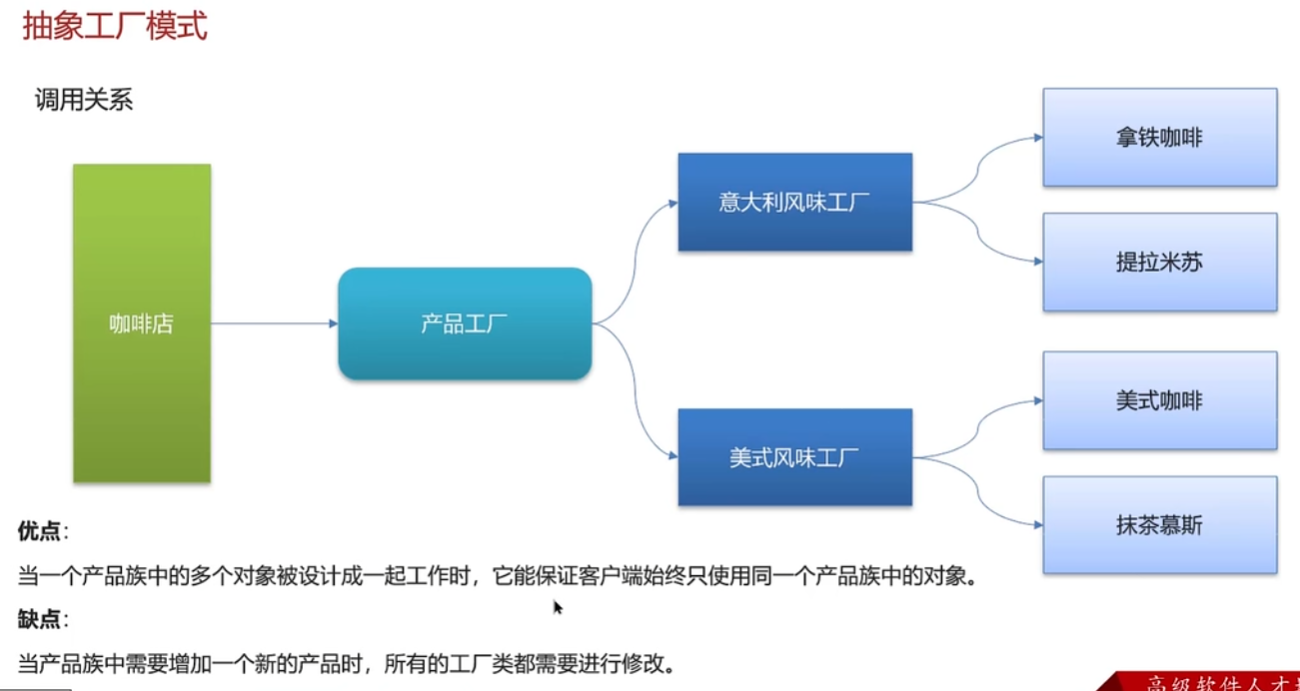 抽象工厂模式
调用关系
咖啡店
产品工厂
意大利风味工厂
美式风味工厂
拿铁咖啡
提拉米苏
美式咖啡
抹茶慕斯
优点：
当一个产品族中的多个对象被设计成一起工作时，它能保证客户端始终只使用同一个产品族中的对象。
缺点：
当产品族中需要增加一个新的产品时，所有的工厂类都需要进行修改。
高级软件人才